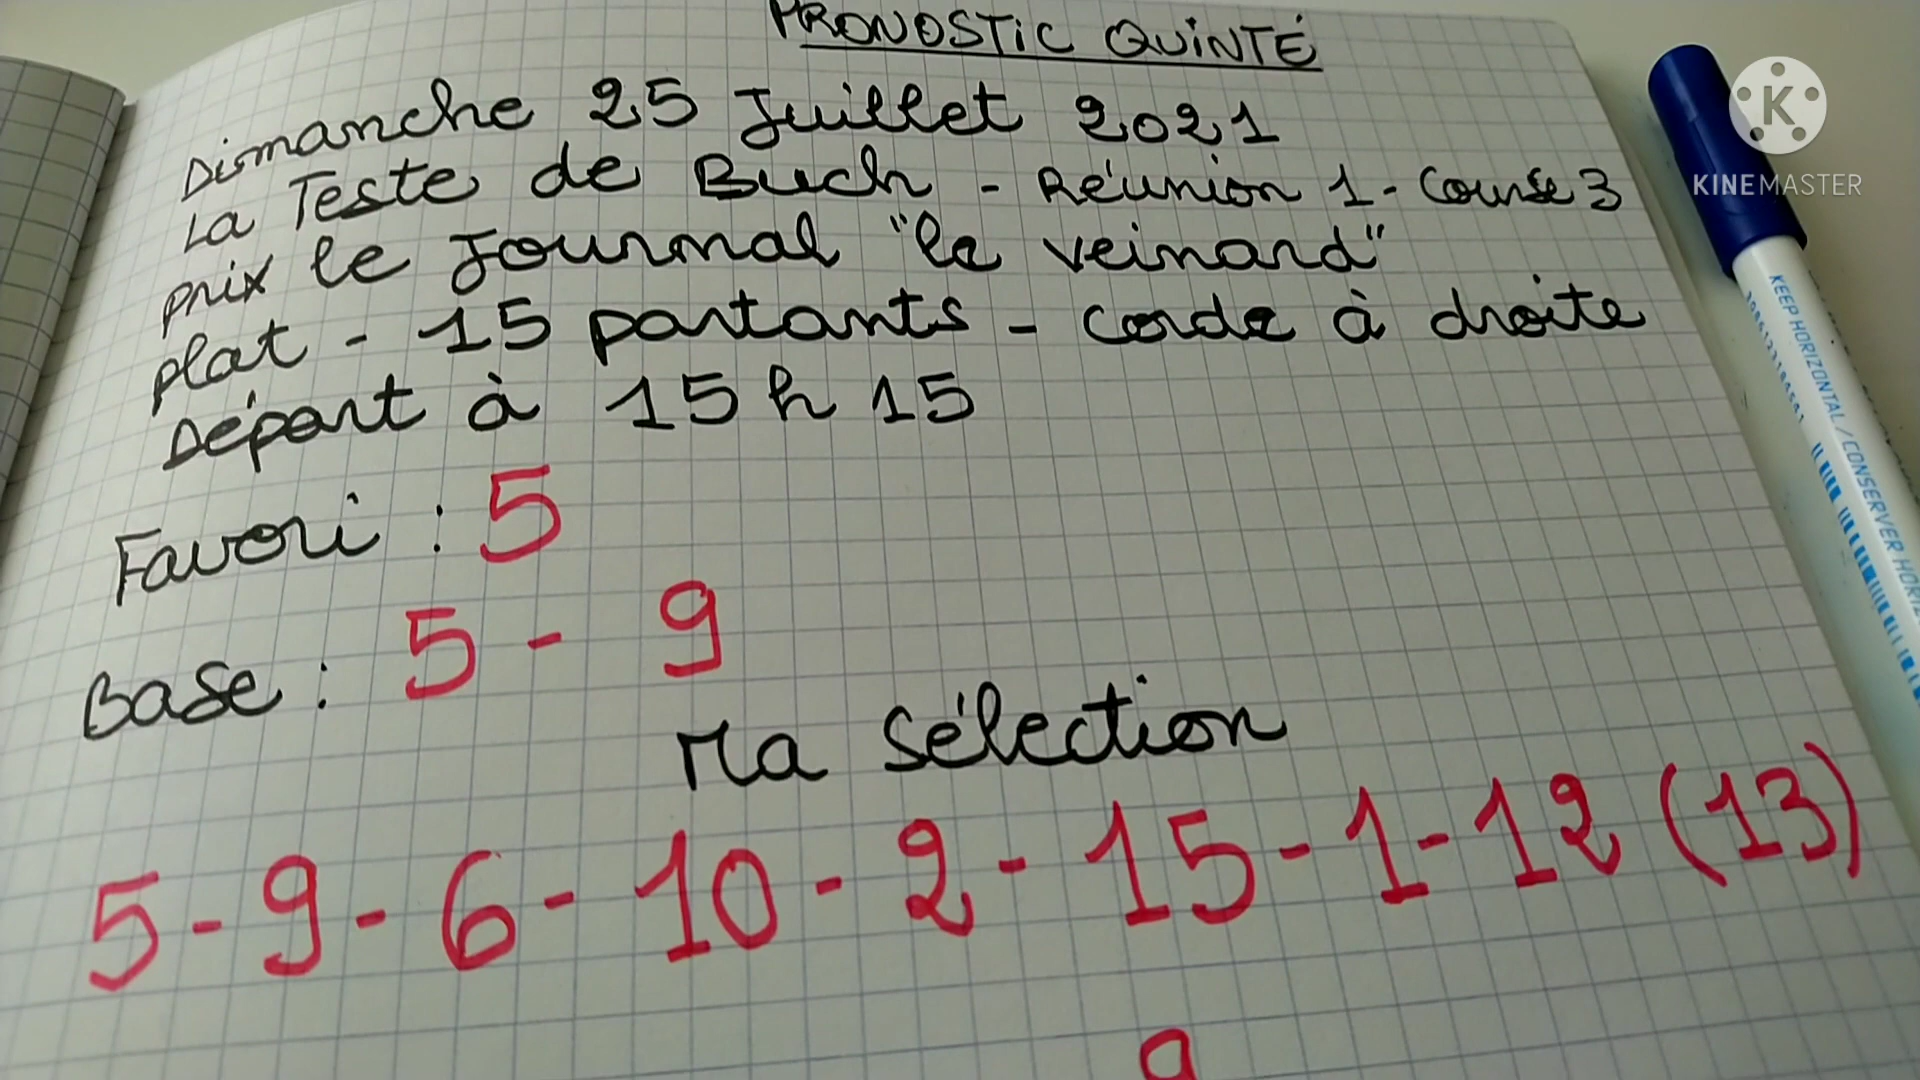 PRONOSTIC QUINTÉ
Dimanche 25 Juillet 2021
La Teste de Buch - Réunion 1 - Course 3
prix le Journal "le veinard"
plat - 15 partants - corde à droite
Départ à 15 h 15
Favori : 5
Base : 5 - 9
Ma sélection
5 - 9 - 6 - 10 - 2 - 15 - 1 - 12 (13)
K
KINEMASTER
KEEP HORIZONTAL / CONSERVER HORIZ